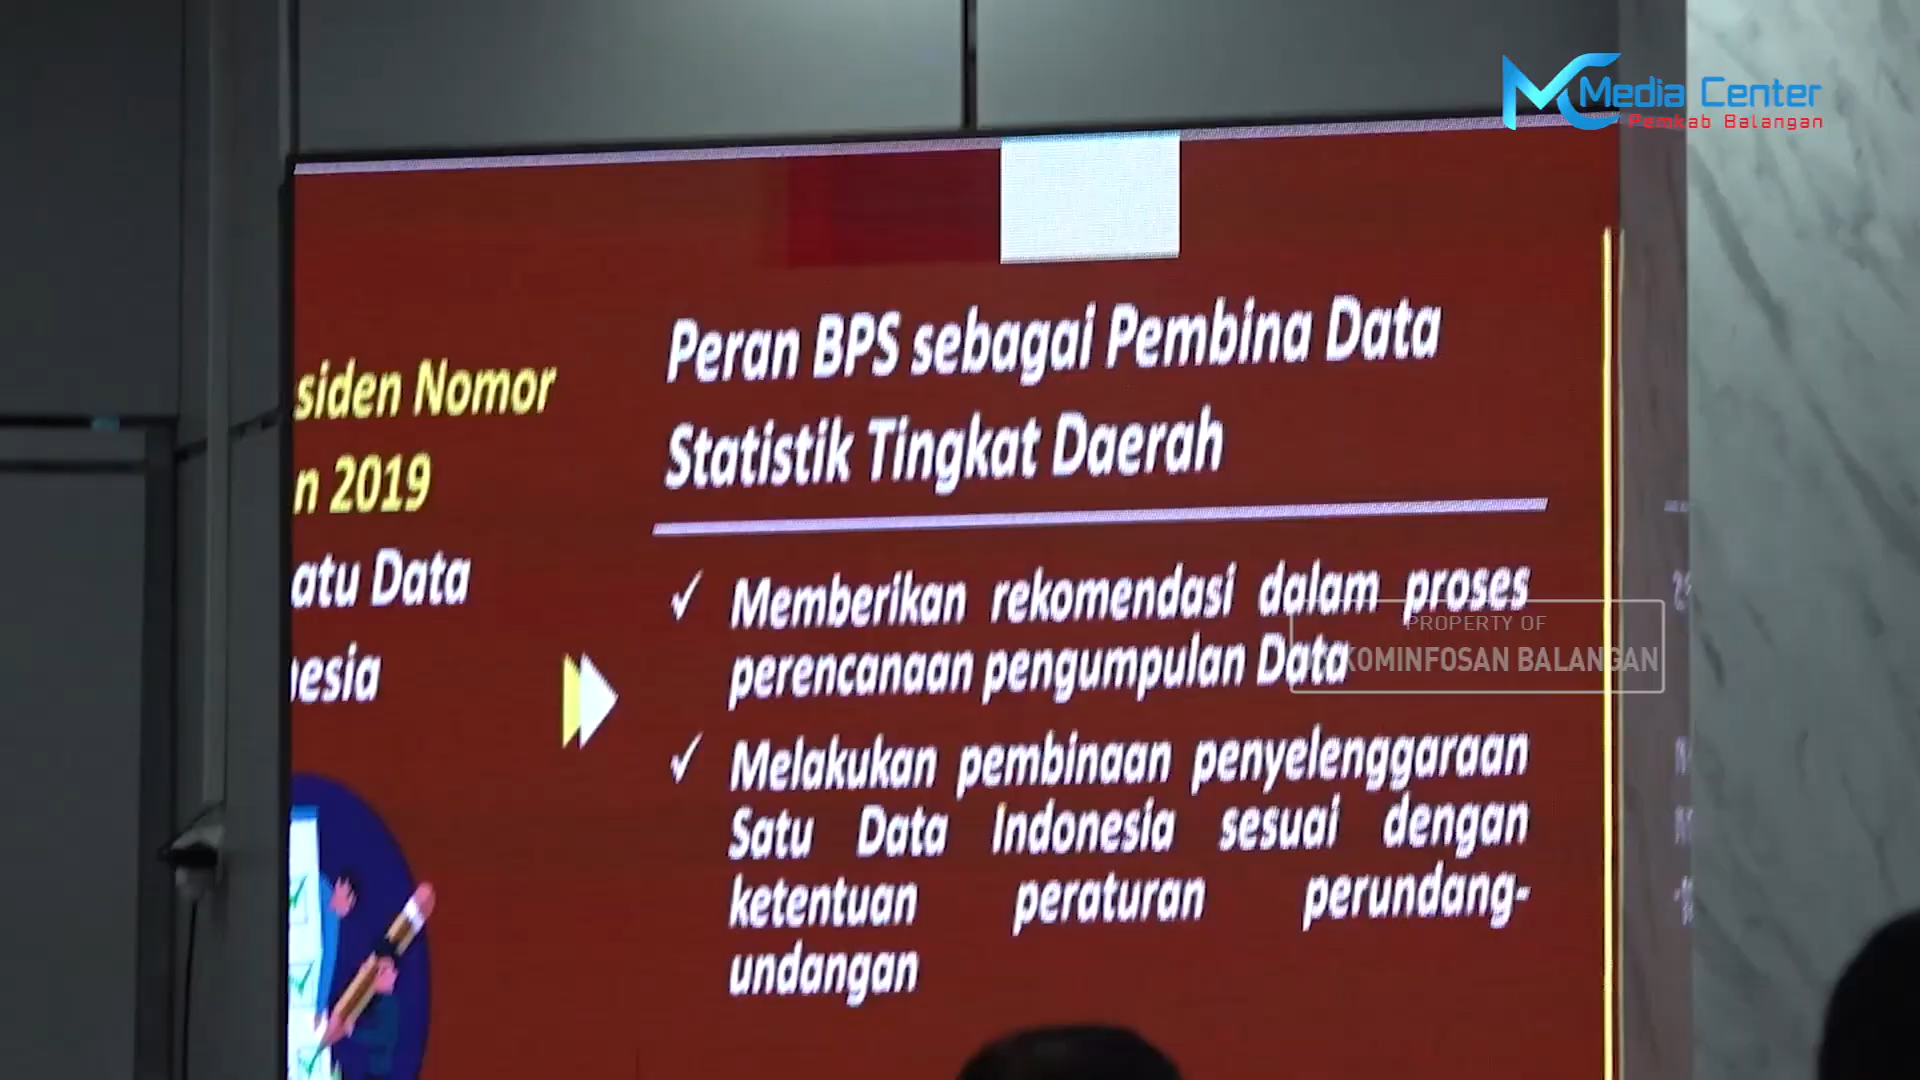 Media Center
Pemkab Balangan
siden Nomor
n 2019
atu Data
esia
Peran BPS sebagai Pembina Data
Statistik Tingkat Daerah
✓ Memberikan rekomendasi dalam proses
perencanaan pengumpulan Data
✓ Melakukan pembinaan penyelenggaraan
Satu Data Indonesia sesuai dengan
ketentuan peraturan perundang-
undangan
PROPERTY OF
KOMINFOSAN BALANGAN